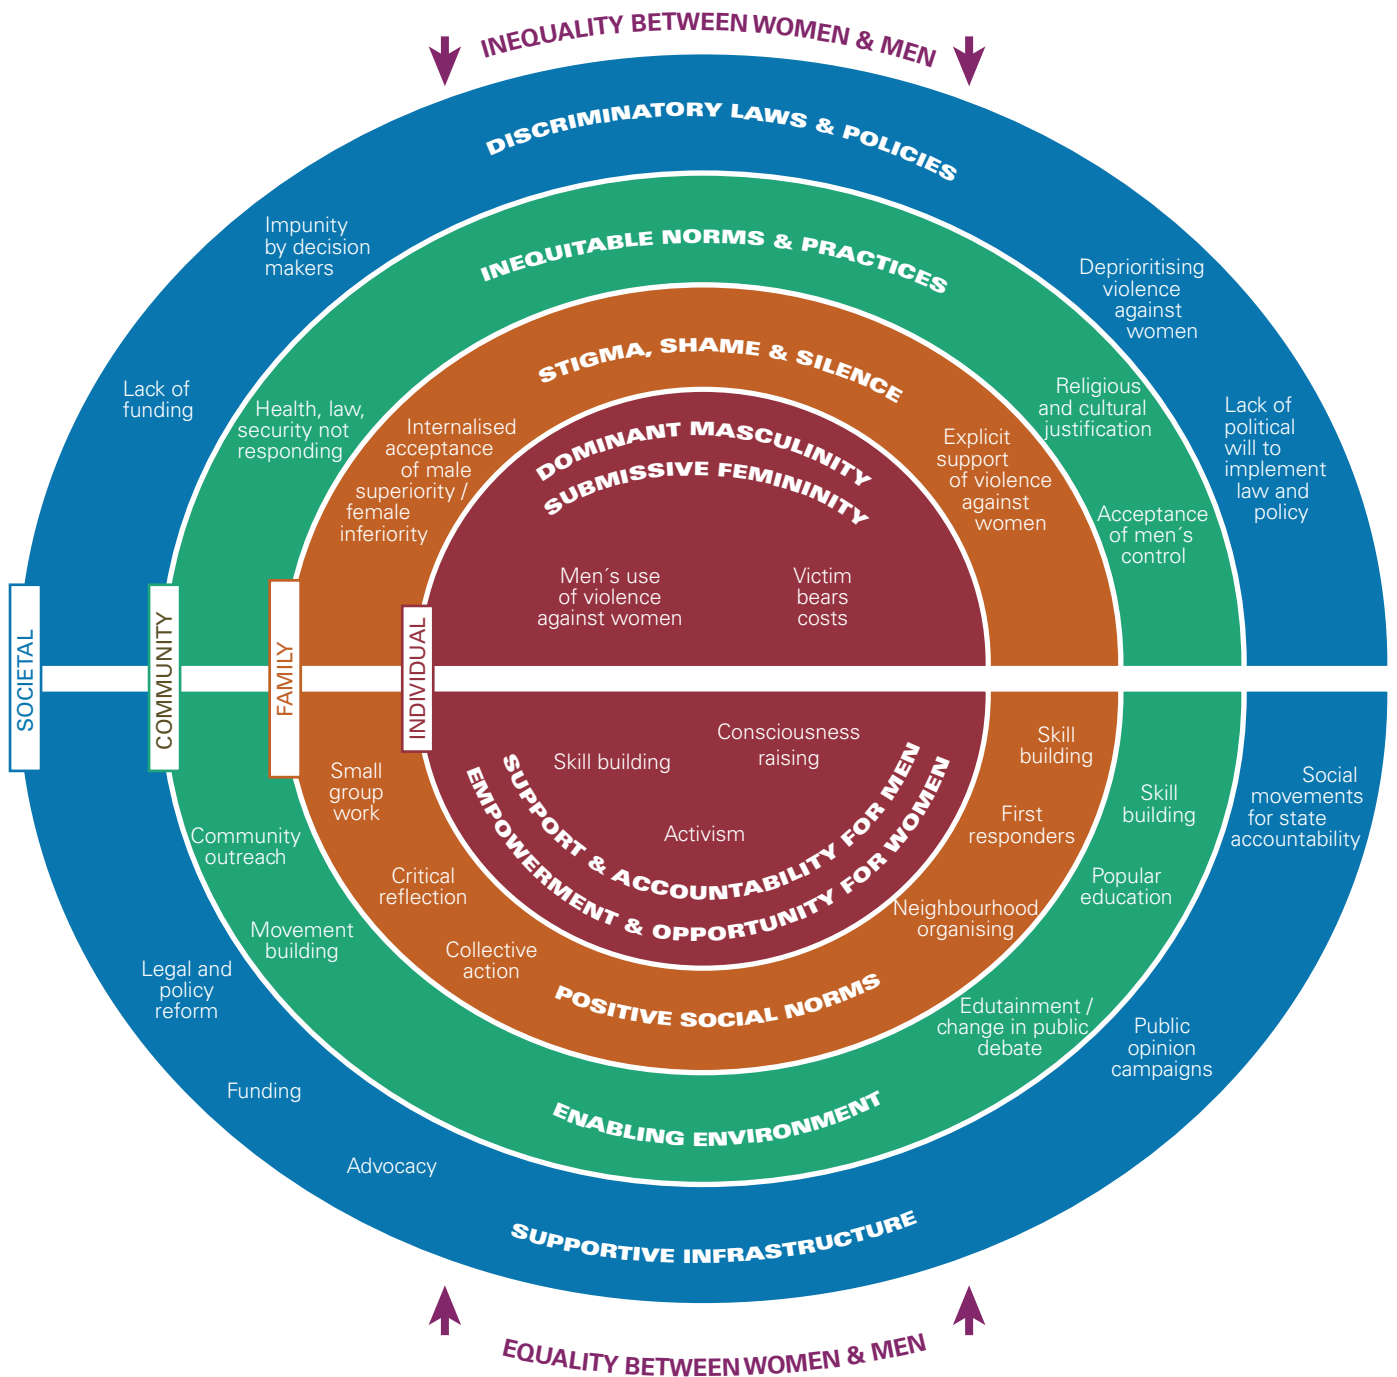 INEQUALITY BETWEEN WOMEN & MEN
DISCRIMINATORY LAWS & POLICIES
Impunity
by decision
makers
Lack of
funding
Deprioritising
violence
against
women
Lack of
political
will to
implement
law and
policy
INEQUITABLE NORMS & PRACTICES
Health, law,
security not
responding
Religious
and cultural
justification
Acceptance
of men´s
control
STIGMA, SHAME & SILENCE
Internalised
acceptance
of male
superiority /
female
inferiority
Explicit
support
of violence
against
women
DOMINANT MASCULINITY
SUBMISSIVE FEMININITY
Men´s use
of violence
against women
Victim
bears
costs
SOCIETAL
COMMUNITY
FAMILY
INDIVIDUAL
Skill building
Consciousness
raising
Activism
SUPPORT & ACCOUNTABILITY FOR MEN
EMPOWERMENT & OPPORTUNITY FOR WOMEN
Small
group
work
Critical
reflection
Collective
action
Skill
building
First
responders
Neighbourhood
organising
POSITIVE SOCIAL NORMS
Community
outreach
Movement
building
Skill
building
Popular
education
Edutainment /
change in public
debate
ENABLING ENVIRONMENT
Legal and
policy
reform
Funding
Advocacy
Social
movements
for state
accountability
Public
opinion
campaigns
SUPPORTIVE INFRASTRUCTURE
EQUALITY BETWEEN WOMEN & MEN